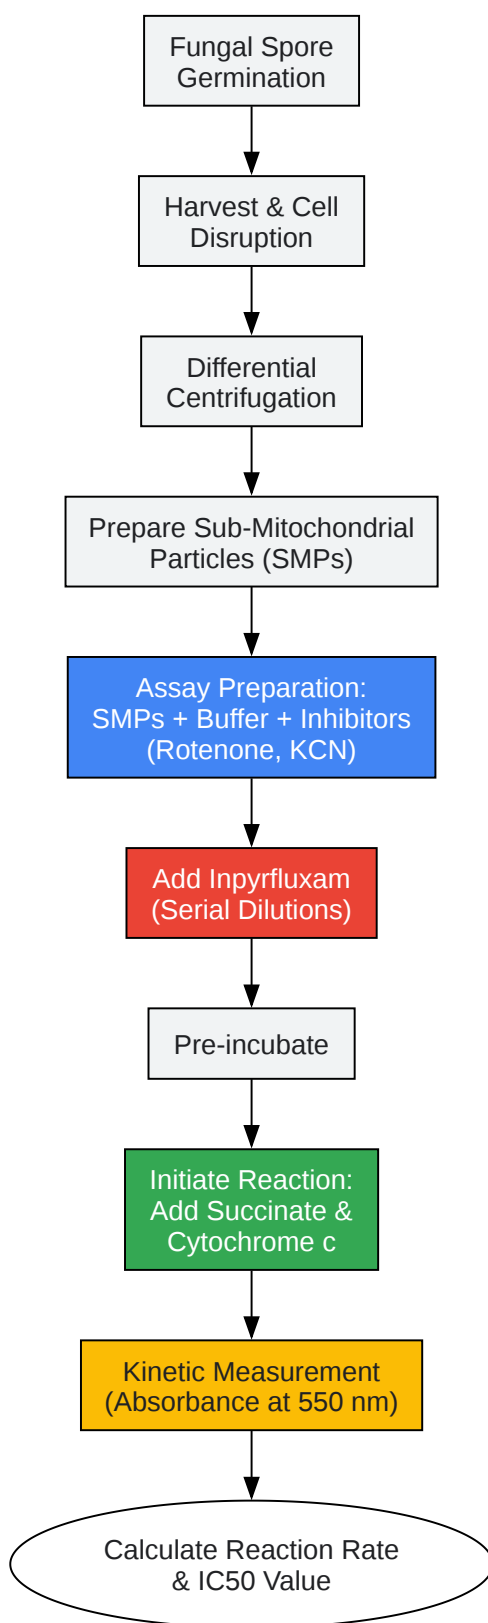 Fungal Spore
Germination
Harvest & Cell
Disruption
Differential
Centrifugation
Prepare Sub-Mitochondrial
Particles (SMPs)
Assay Preparation:
SMPs + Buffer + Inhibitors
(Rotenone, KCN)
Add Inpyrfluxam
(Serial Dilutions)
Pre-incubate
Initiate Reaction:
Add Succinate &
Cytochrome c
Kinetic Measurement
(Absorbance at 550 nm)
Calculate Reaction Rate
& IC50 Value